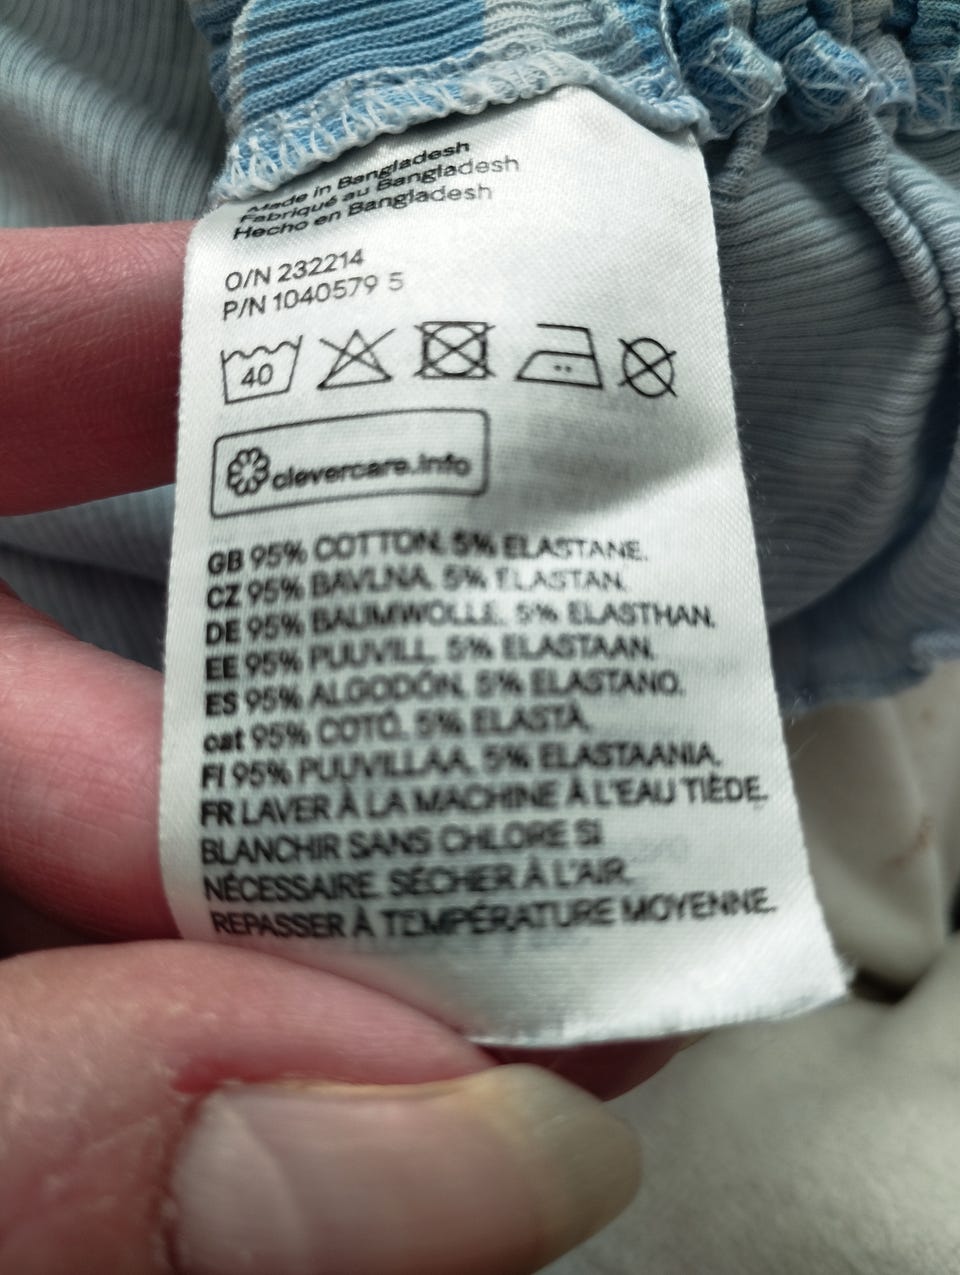 Made in Bangladesh
Fabriqué au Bangladesh
Hecho en Bangladesh
O/N 232214
P/N 1040579 5
40
clevercare.info
GB 95% COTTON. 5% ELASTANE.
CZ 95% BAVLNA. 5% ELASTAN.
DE 95% BAUMWOLLE. 5% ELASTHAN.
EE 95% PUUVILL. 5% ELASTAAN.
ES 95% ALGODÓN. 5% ELASTANO.
cat 95% COTÓ. 5% ELASTÀ.
FI 95% PUUVILLAA. 5% ELASTAANIA.
FR LAVER À LA MACHINE À L'EAU TIÈDE.
BLANCHIR SANS CHLORE SI
NÉCESSAIRE. SÉCHER À L'AIR.
REPASSER À TEMPÉRATURE MOYENNE.